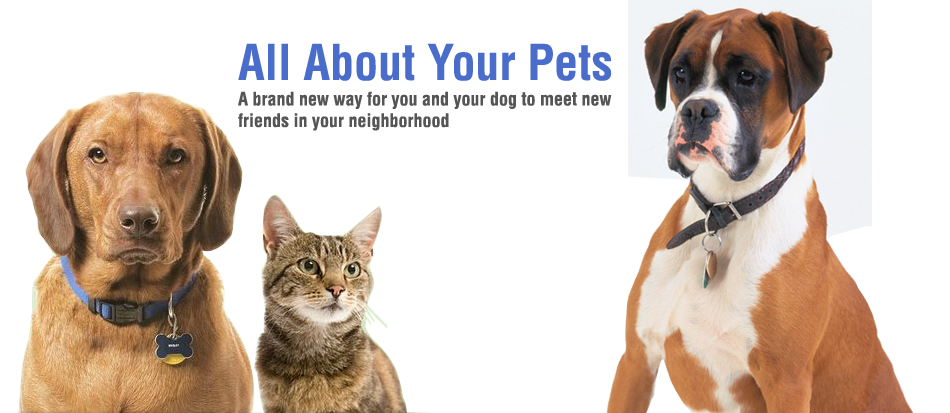 All About Your Pets
A brand new way for you and your dog to meet new
friends in your neighborhood